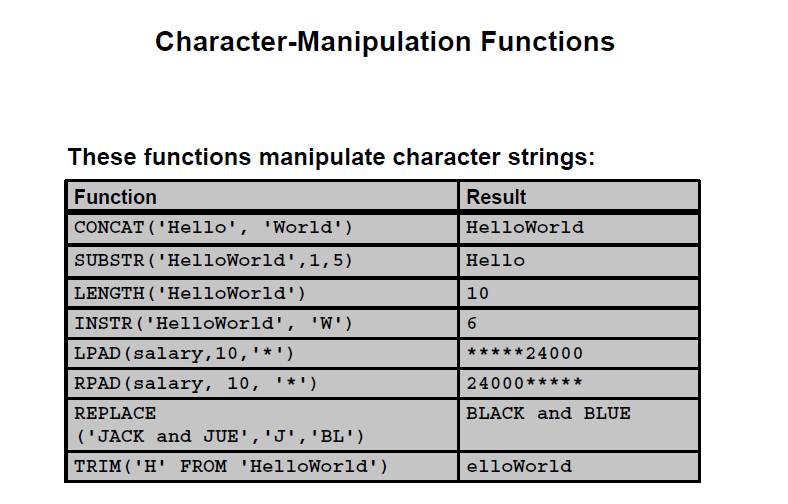 Character-Manipulation Functions
These functions manipulate character strings:
Function Result
CONCAT('Hello', 'World') HelloWorld
SUBSTR('HelloWorld',1,5) Hello
LENGTH('HelloWorld') 10
INSTR('HelloWorld', 'W') 6
LPAD(salary,10,'*') *****24000
RPAD(salary, 10, '*') 24000*****
REPLACE BLACK and BLUE
('JACK and JUE','J','BL')
TRIM('H' FROM 'HelloWorld') elloWorld